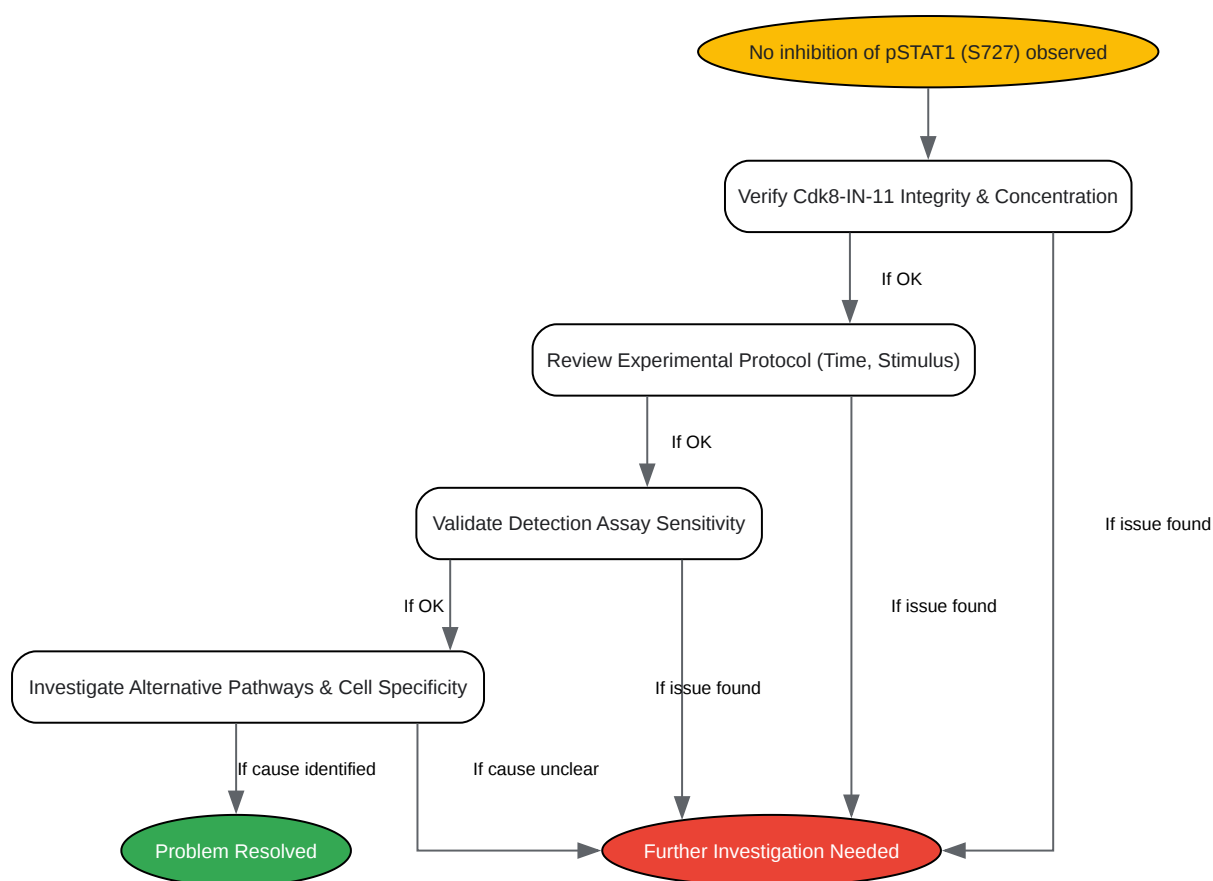 No inhibition of pSTAT1 (S727) observed
Verify Cdk8-IN-11 Integrity & Concentration
If OK
Review Experimental Protocol (Time, Stimulus)
If OK
Validate Detection Assay Sensitivity
If issue found
If OK
If issue found
Investigate Alternative Pathways & Cell Specificity
If issue found
If cause identified
If cause unclear
Problem Resolved
Further Investigation Needed